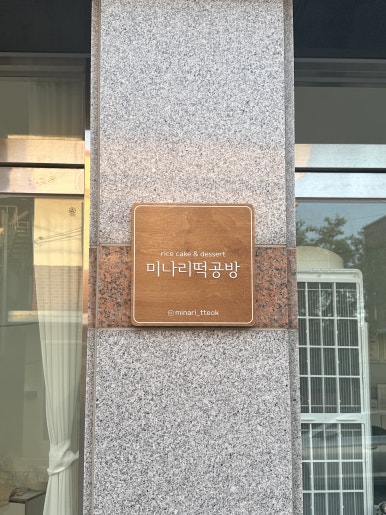 rice cake & dessert
미나리떡공방
@minari_tteok